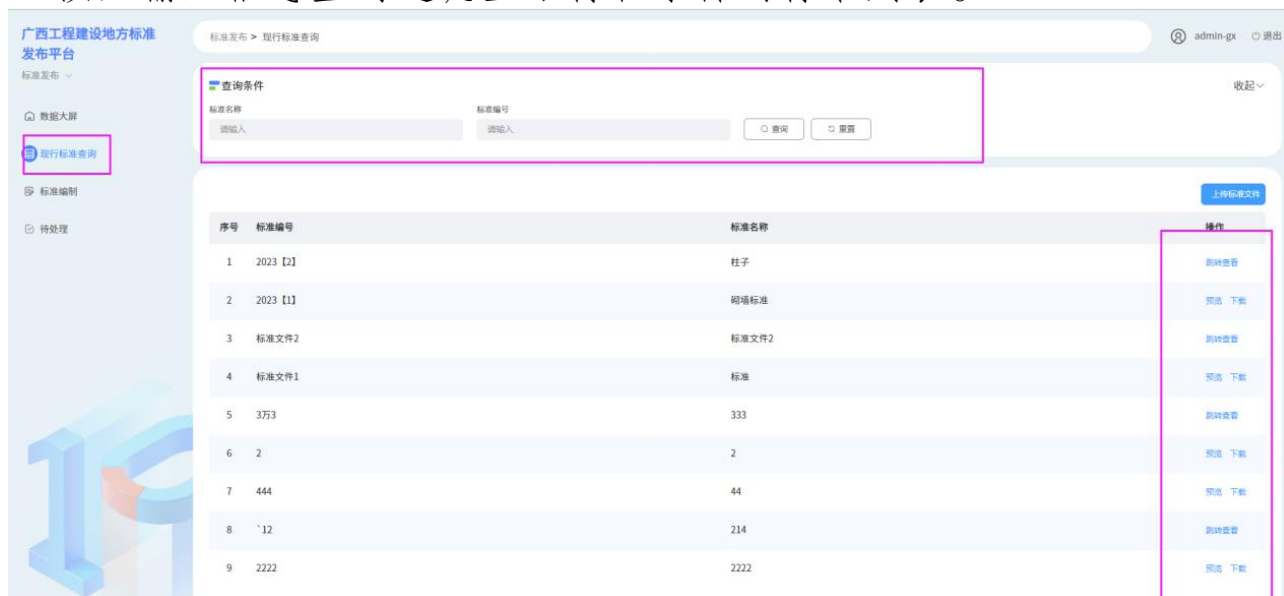 广西工程建设地方标准
发布平台
标准发布
标准发布 > 现行标准查询
admin-gx 退出
查询条件
收起
标准名称 标准编号
请输入 请输入 查询 重置
数据大屏
现行标准查询
标准编制
待处理
上传标准文件
序号 标准编号 标准名称 操作
1 2023【2】 柱子 跳转查看
2 2023【1】 砌墙标准 预览 下载
3 标准文件2 标准文件2 跳转查看
4 标准文件1 标准 预览 下载
5 3万3 333 跳转查看
6 2 2 预览 下载
7 444 44 预览 下载
8 `12 214 跳转查看
9 2222 2222 预览 下载